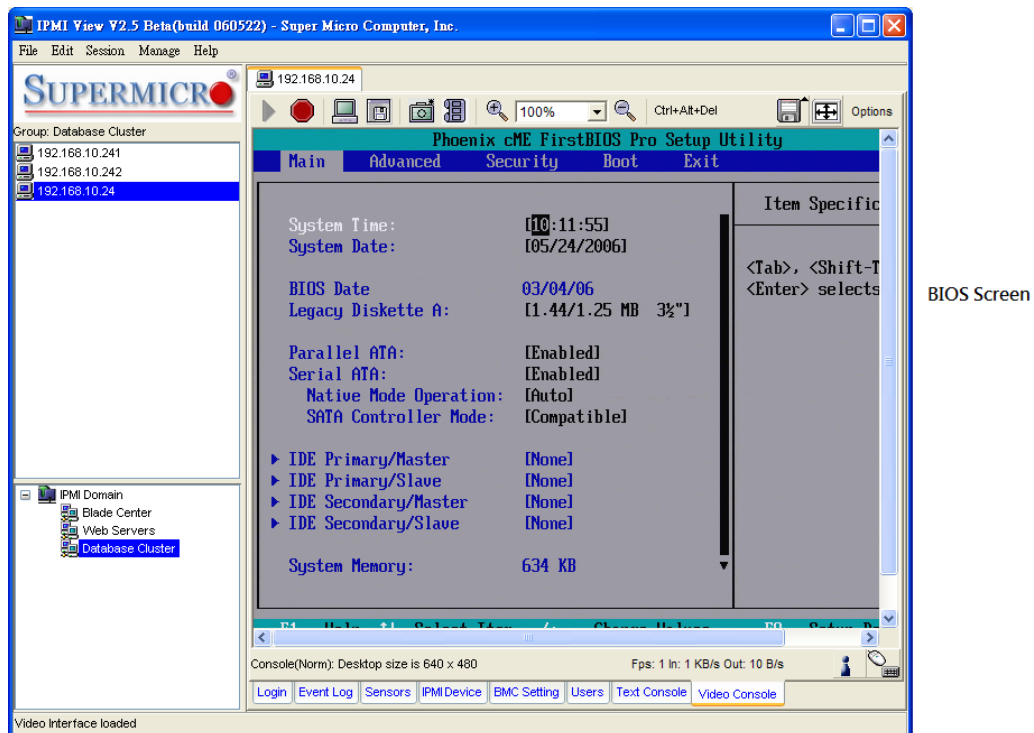 IPMI View V2.5 Beta(build 060522) - Super Micro Computer, Inc.
File Edit Session Manage Help
SUPERMICRO®
Group: Database Cluster
192.168.10.241
192.168.10.242
192.168.10.24
IPMI Domain
Blade Center
Web Servers
Database Cluster
192.168.10.24
100% Ctrl+Alt+Del Options
Phoenix cME FirstBIOS Pro Setup Utility
Main Advanced Security Boot Exit
System Time: [10:11:55]
System Date: [05/24/2006]
BIOS Date 03/04/06
Legacy Diskette A: [1.44/1.25 MB 3½"]
Parallel ATA: [Enabled]
Serial ATA: [Enabled]
Native Mode Operation: [Auto]
SATA Controller Mode: [Compatible]
IDE Primary/Master [None]
IDE Primary/Slave [None]
IDE Secondary/Master [None]
IDE Secondary/Slave [None]
System Memory: 634 KB
Item Specific
<Tab>, <Shift-T
<Enter> selects
Console(Norm): Desktop size is 640 x 480 Fps: 1 In: 1 KB/s Out: 10 B/s
Login Event Log Sensors IPMI Device BMC Setting Users Text Console Video Console
Video Interface loaded
BIOS Screen